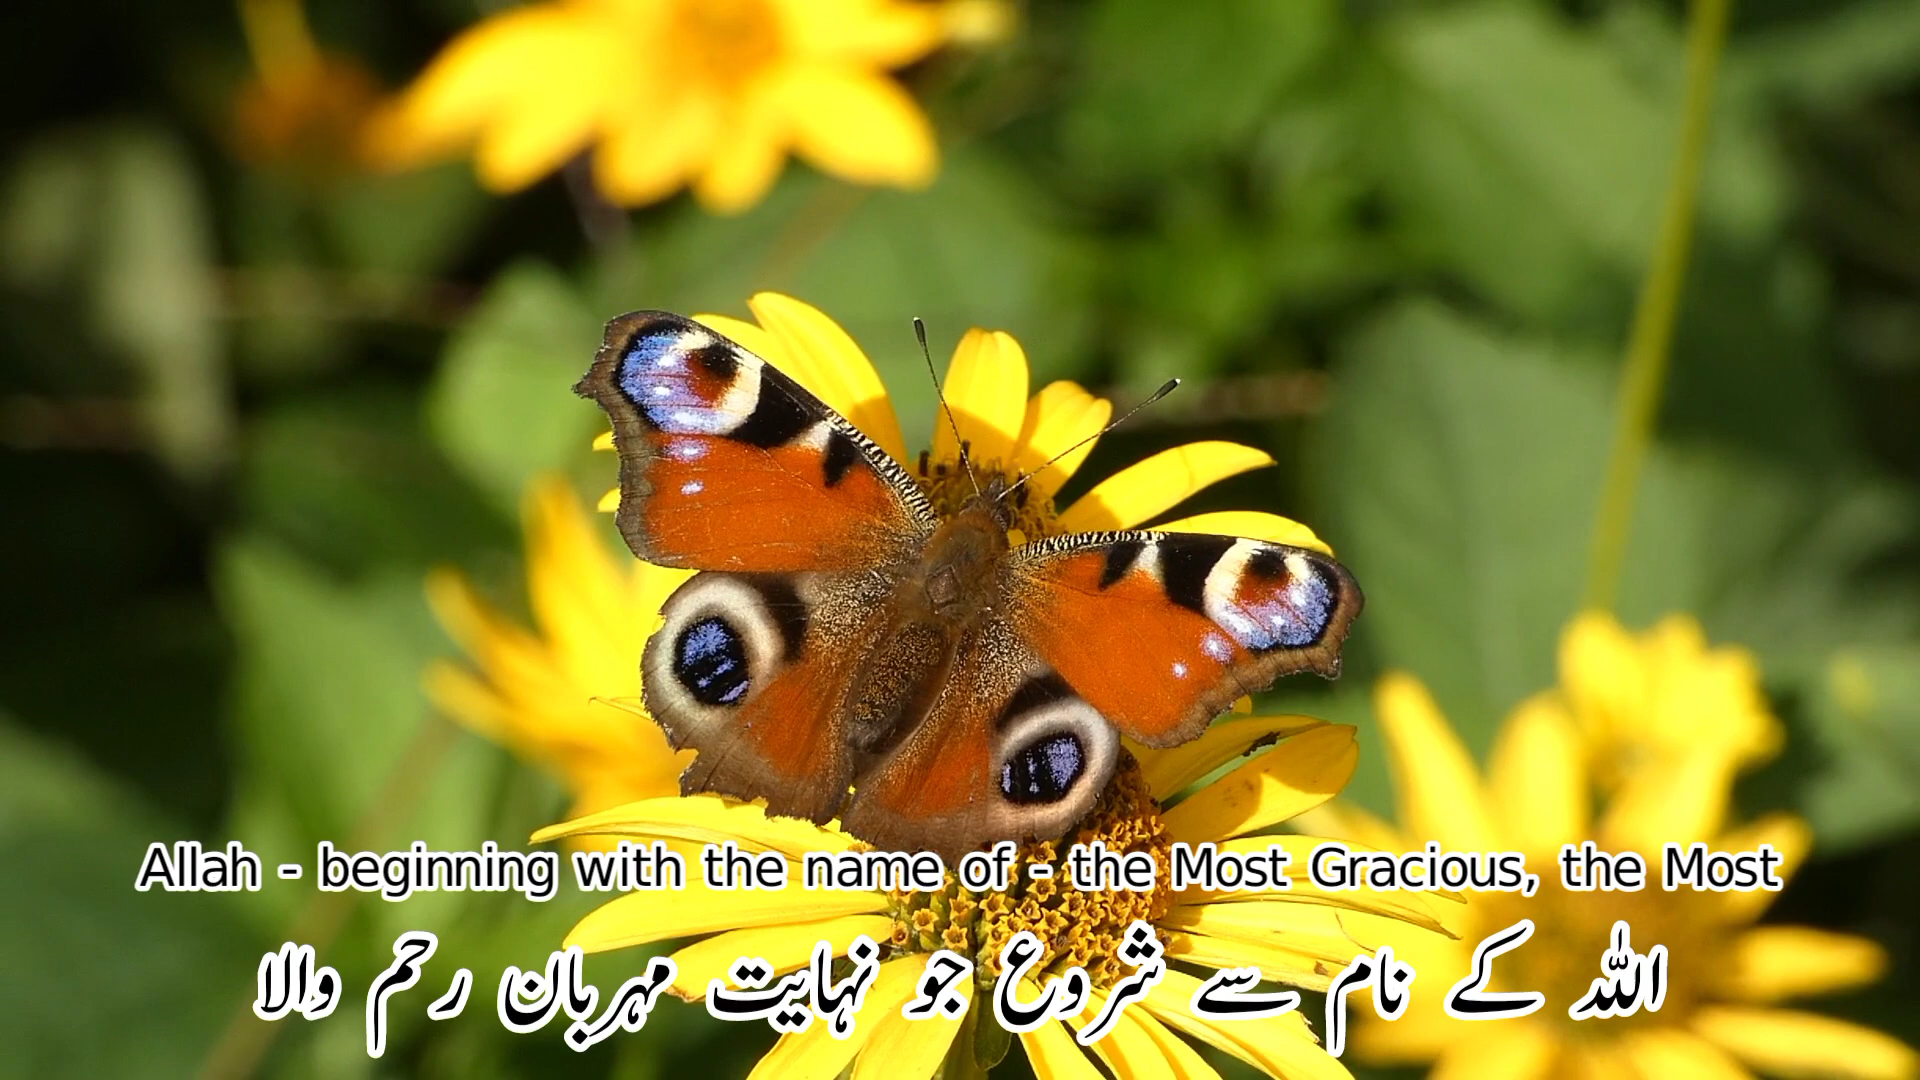 Allah - beginning with the name of - the Most Gracious, the Most
اللہ کے نام سے شروع جو نہایت مہربان رحم والا